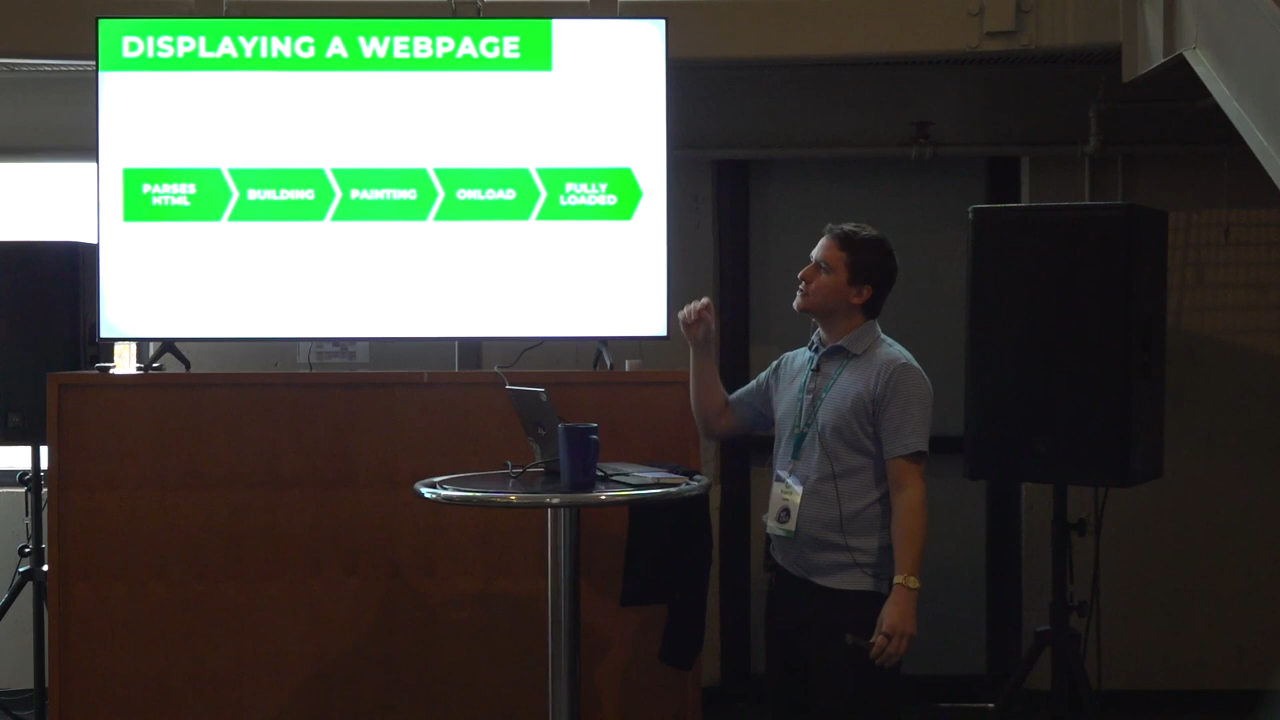 DISPLAYING A WEBPAGE
PARSES
HTML
BUILDING
PAINTING
ONLOAD
FULLY
LOADED